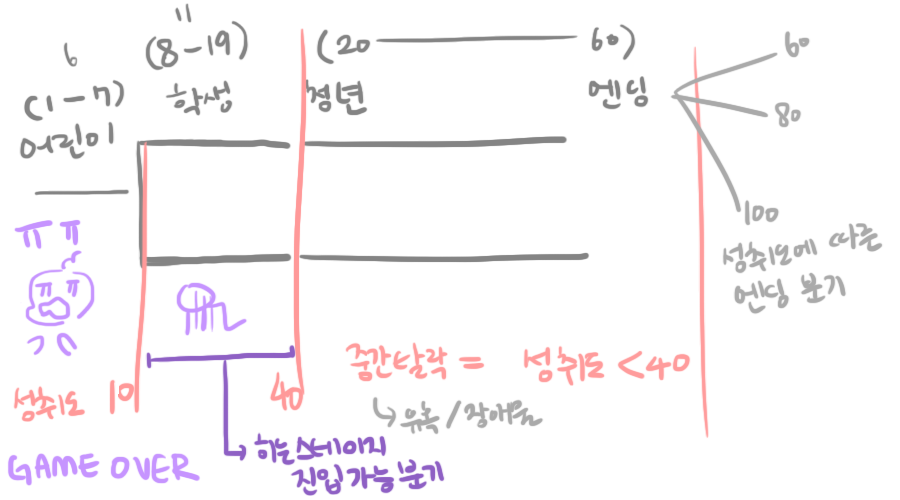 6
(1-7)
어린이
11
(8-19)
학생
(20 60)
청년
엔딩
60
80
100
성취도에 따른
엔딩 분기
ㅠㅠ
ㅠㅠ
성취도 10
40
중간탈락 = 성취도 <40
↳ 유혹/장애물
↳ 하늘스테이지
진입가능분기
GAME OVER